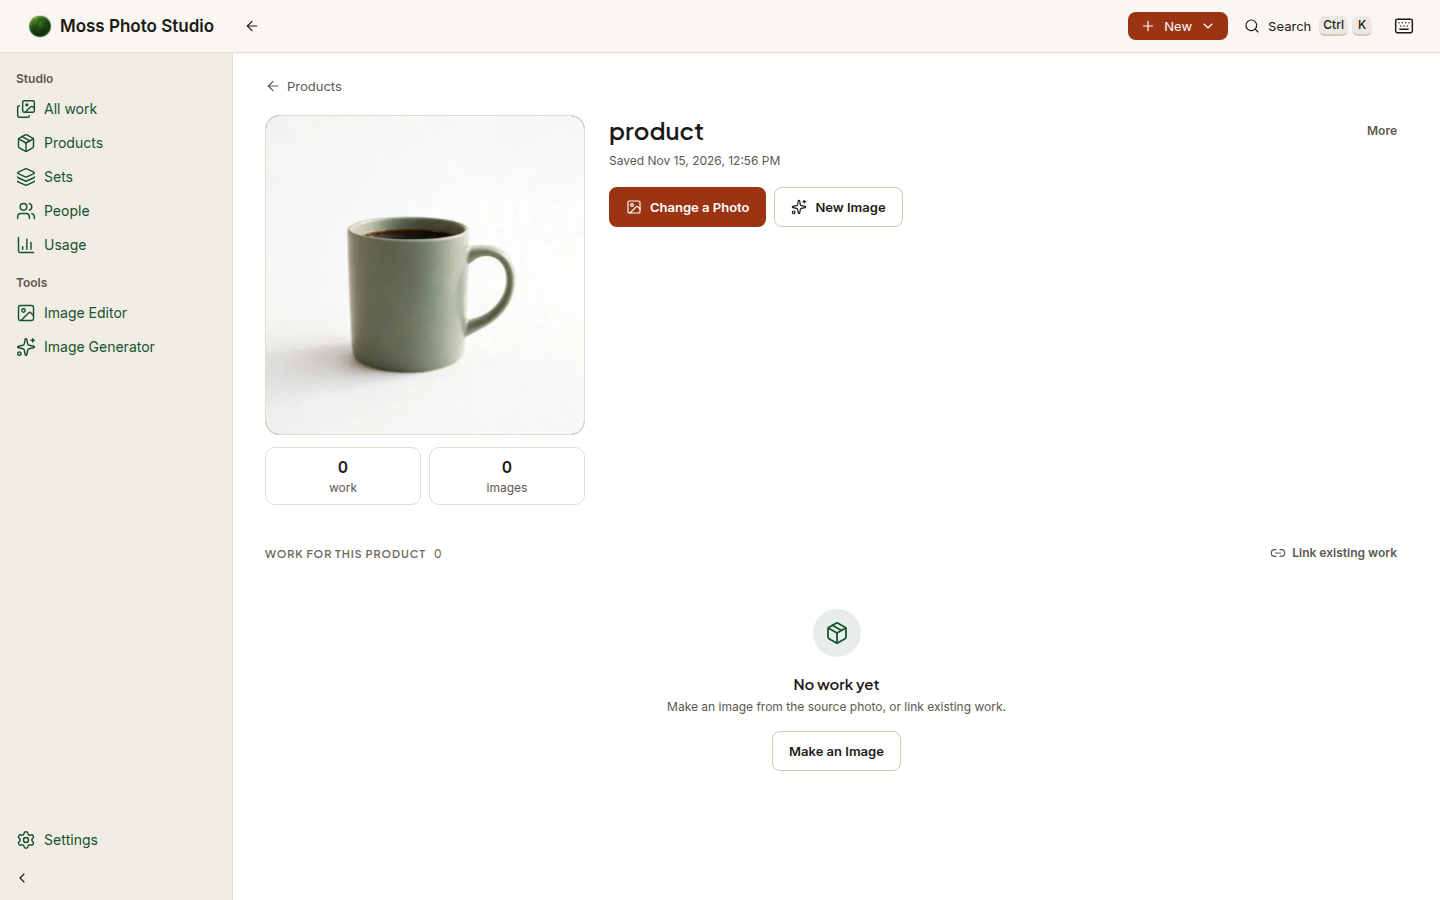 Moss Photo Studio
New
Search Ctrl K
Studio
All work
Products
Sets
People
Usage
Tools
Image Editor
Image Generator
Settings
Products
product
More
Saved Nov 15, 2026, 12:56 PM
Change a Photo
New Image
0
work
0
images
WORK FOR THIS PRODUCT 0
Link existing work
No work yet
Make an image from the source photo, or link existing work.
Make an Image